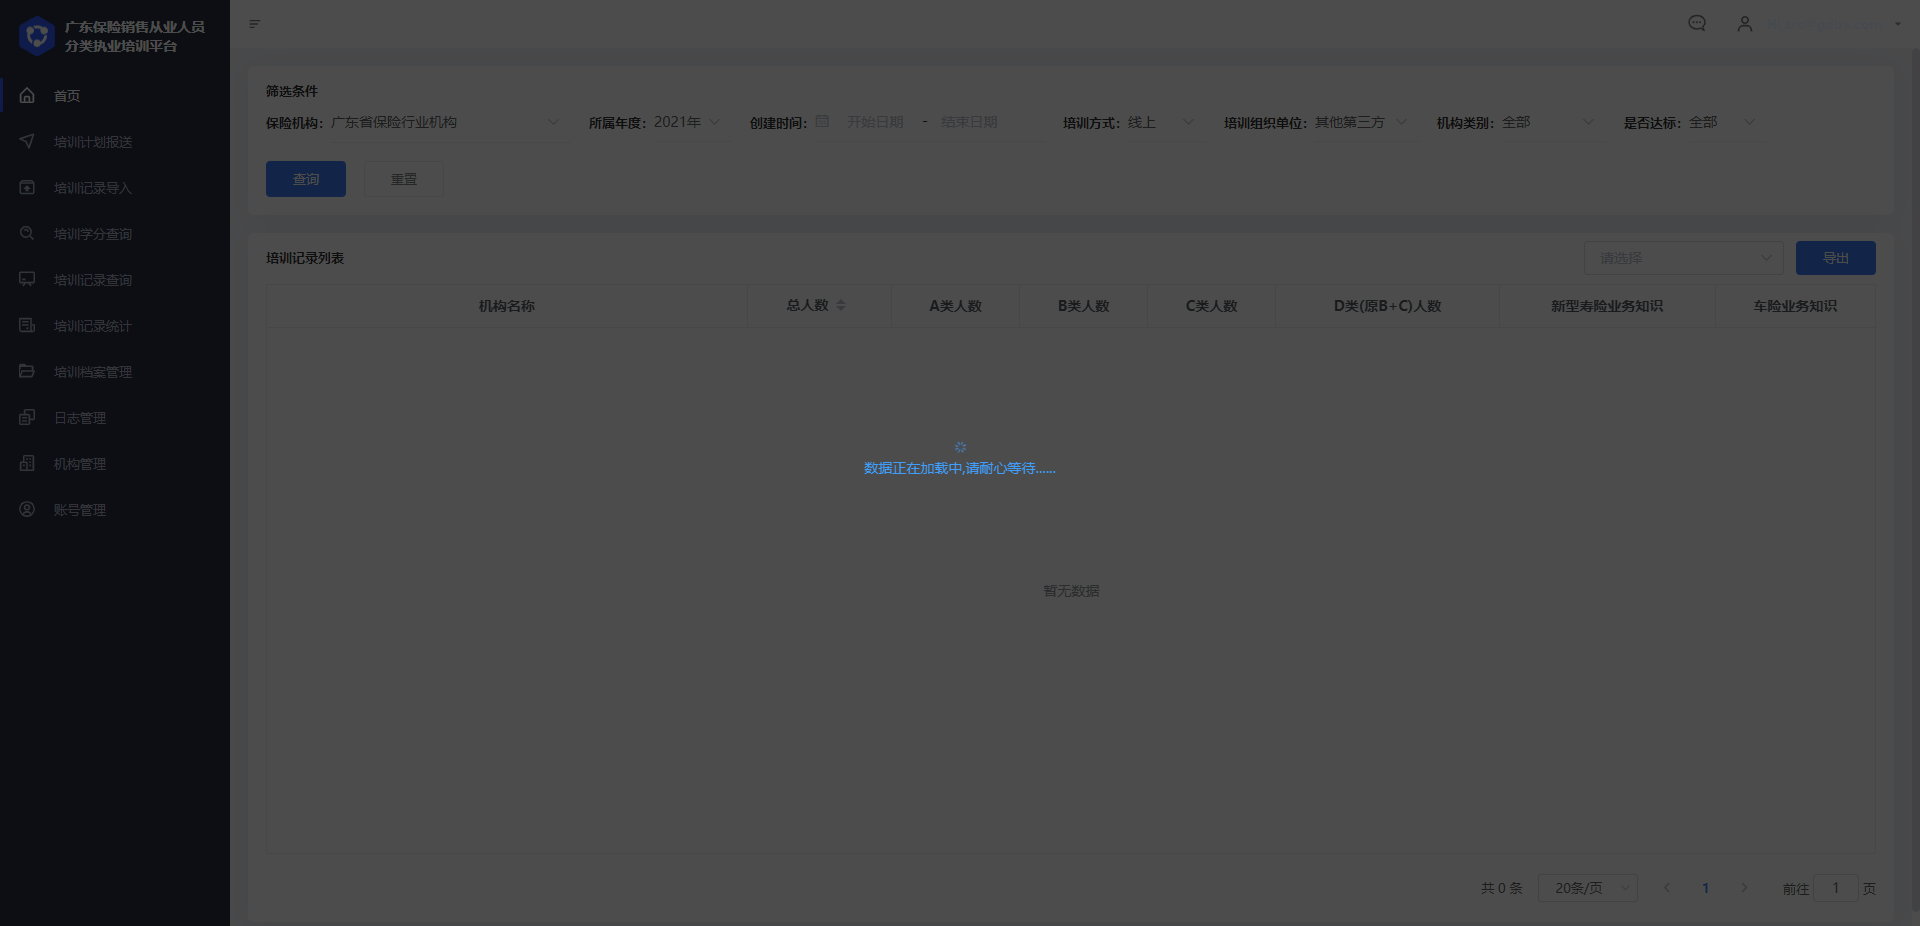 广东保险销售从业人员
分类执业培训平台
首页
培训计划报送
培训记录导入
培训学分查询
培训记录查询
培训记录统计
培训档案管理
日志管理
机构管理
账号管理
筛选条件
保险机构: 广东省保险行业机构 所属年度: 2021年 创建时间: 开始日期 - 结束日期 培训方式: 线上 培训组织单位: 其他第三方 机构类别: 全部 是否达标: 全部
查询 重置
培训记录列表 请选择 导出
机构名称 总人数 A类人数 B类人数 C类人数 D类(原B+C)人数 新型寿险业务知识 车险业务知识
数据正在加载中,请耐心等待......
暂无数据
共 0 条 20条/页 1 前往 1 页